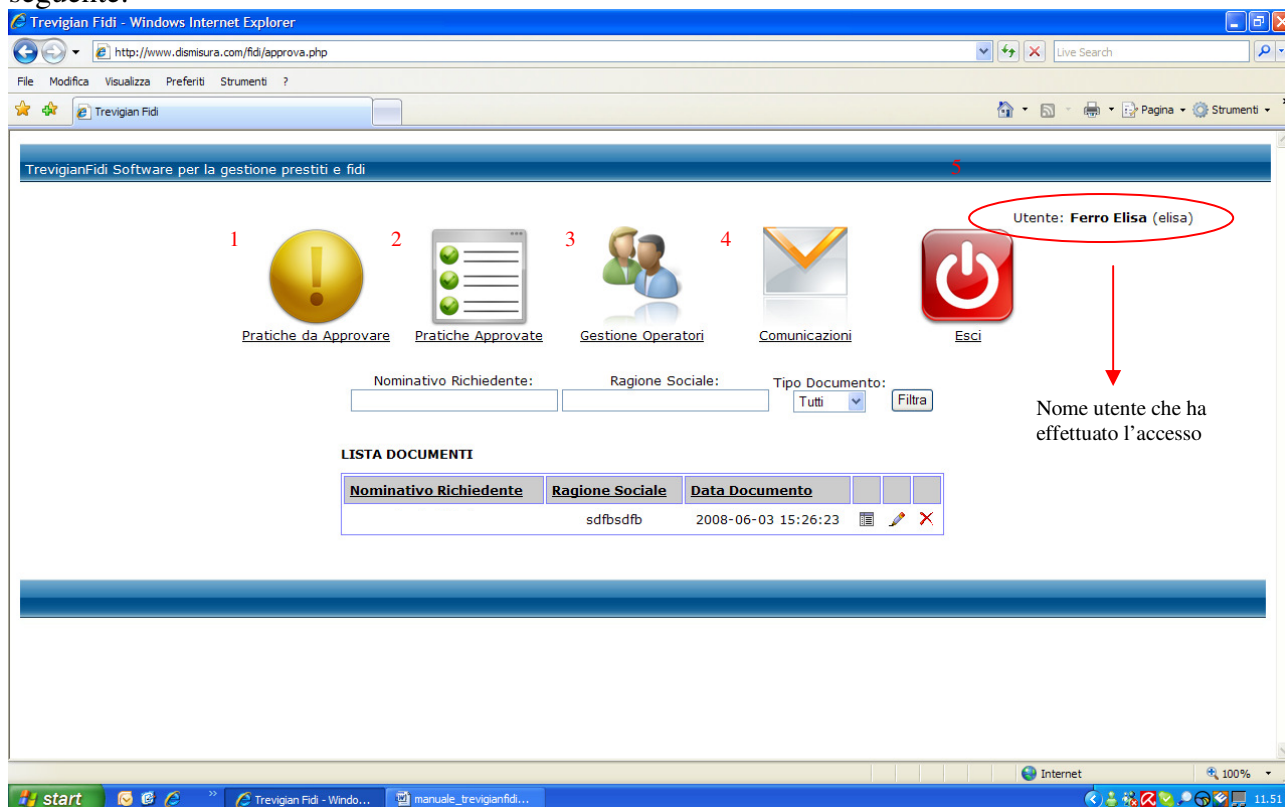 seguente:
Trevigian Fidi - Windows Internet Explorer
http://www.dismisura.com/fidi/approva.php
Live Search
File Modifica Visualizza Preferiti Strumenti ?
Trevigian Fidi
Pagina Strumenti
TrevigianFidi Software per la gestione prestiti e fidi
5
Utente: Ferro Elisa (elisa)
1 2 3 4
Pratiche da Approvare Pratiche Approvate Gestione Operatori Comunicazioni Esci
Nominativo Richiedente: Ragione Sociale: Tipo Documento:
Tutti Filtra
Nome utente che ha
effettuato l'accesso
LISTA DOCUMENTI
Nominativo Richiedente Ragione Sociale Data Documento
sdfbsdfb 2008-06-03 15:26:23
Internet 100%
start Trevigian Fidi - Windo... manuale_trevigianfidi... 11.51